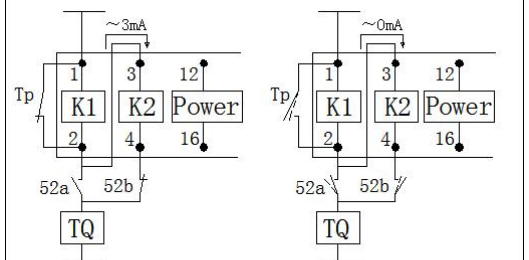 ~3mA
~0mA
1 3 12
1 3 12
Tp K1 K2 Power
Tp K1 K2 Power
2 4 16
2 4 16
52a 52b
52a 52b
TQ
TQ